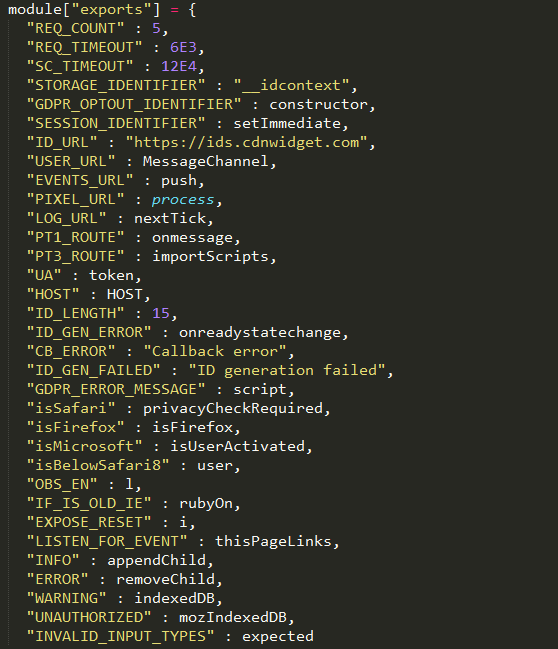 module["exports"] = {
"REQ_COUNT" : 5,
"REQ_TIMEOUT" : 6E3,
"SC_TIMEOUT" : 12E4,
"STORAGE_IDENTIFIER" : "__idcontext",
"GDPR_OPTOUT_IDENTIFIER" : constructor,
"SESSION_IDENTIFIER" : setImmediate,
"ID_URL" : "https://ids.cdnwidget.com",
"USER_URL" : MessageChannel,
"EVENTS_URL" : push,
"PIXEL_URL" : process,
"LOG_URL" : nextTick,
"PT1_ROUTE" : onmessage,
"PT3_ROUTE" : importScripts,
"UA" : token,
"HOST" : HOST,
"ID_LENGTH" : 15,
"ID_GEN_ERROR" : onreadystatechange,
"CB_ERROR" : "Callback error",
"ID_GEN_FAILED" : "ID generation failed",
"GDPR_ERROR_MESSAGE" : script,
"isSafari" : privacyCheckRequired,
"isFirefox" : isFirefox,
"isMicrosoft" : isUserActivated,
"isBelowSafari8" : user,
"OBS_EN" : l,
"IF_IS_OLD_IE" : rubyOn,
"EXPOSE_RESET" : i,
"LISTEN_FOR_EVENT" : thisPageLinks,
"INFO" : appendChild,
"ERROR" : removeChild,
"WARNING" : indexedDB,
"UNAUTHORIZED" : mozIndexedDB,
"INVALID_INPUT_TYPES" : expected